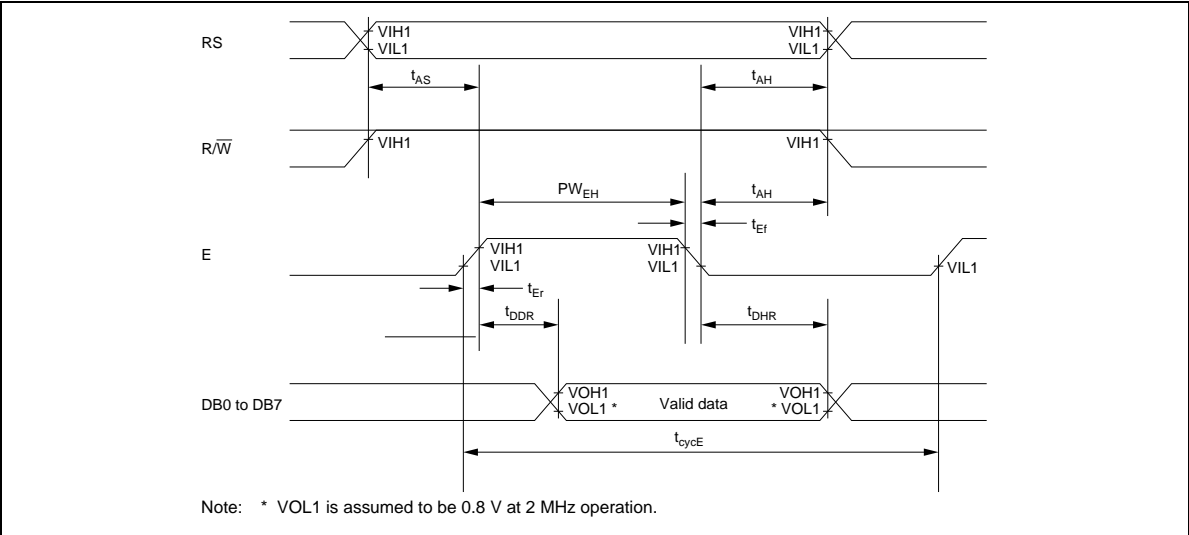 RS
VIH1
VIL1
VIH1
VIL1
tAS
tAH
R/W̅
VIH1
VIH1
PWEH
tAH
tEf
E
VIH1
VIL1
VIH1
VIL1
VIL1
tEr
tDDR
tDHR
DB0 to DB7
VOH1
VOL1 *
Valid data
VOH1
* VOL1
tcycE
Note: * VOL1 is assumed to be 0.8 V at 2 MHz operation.